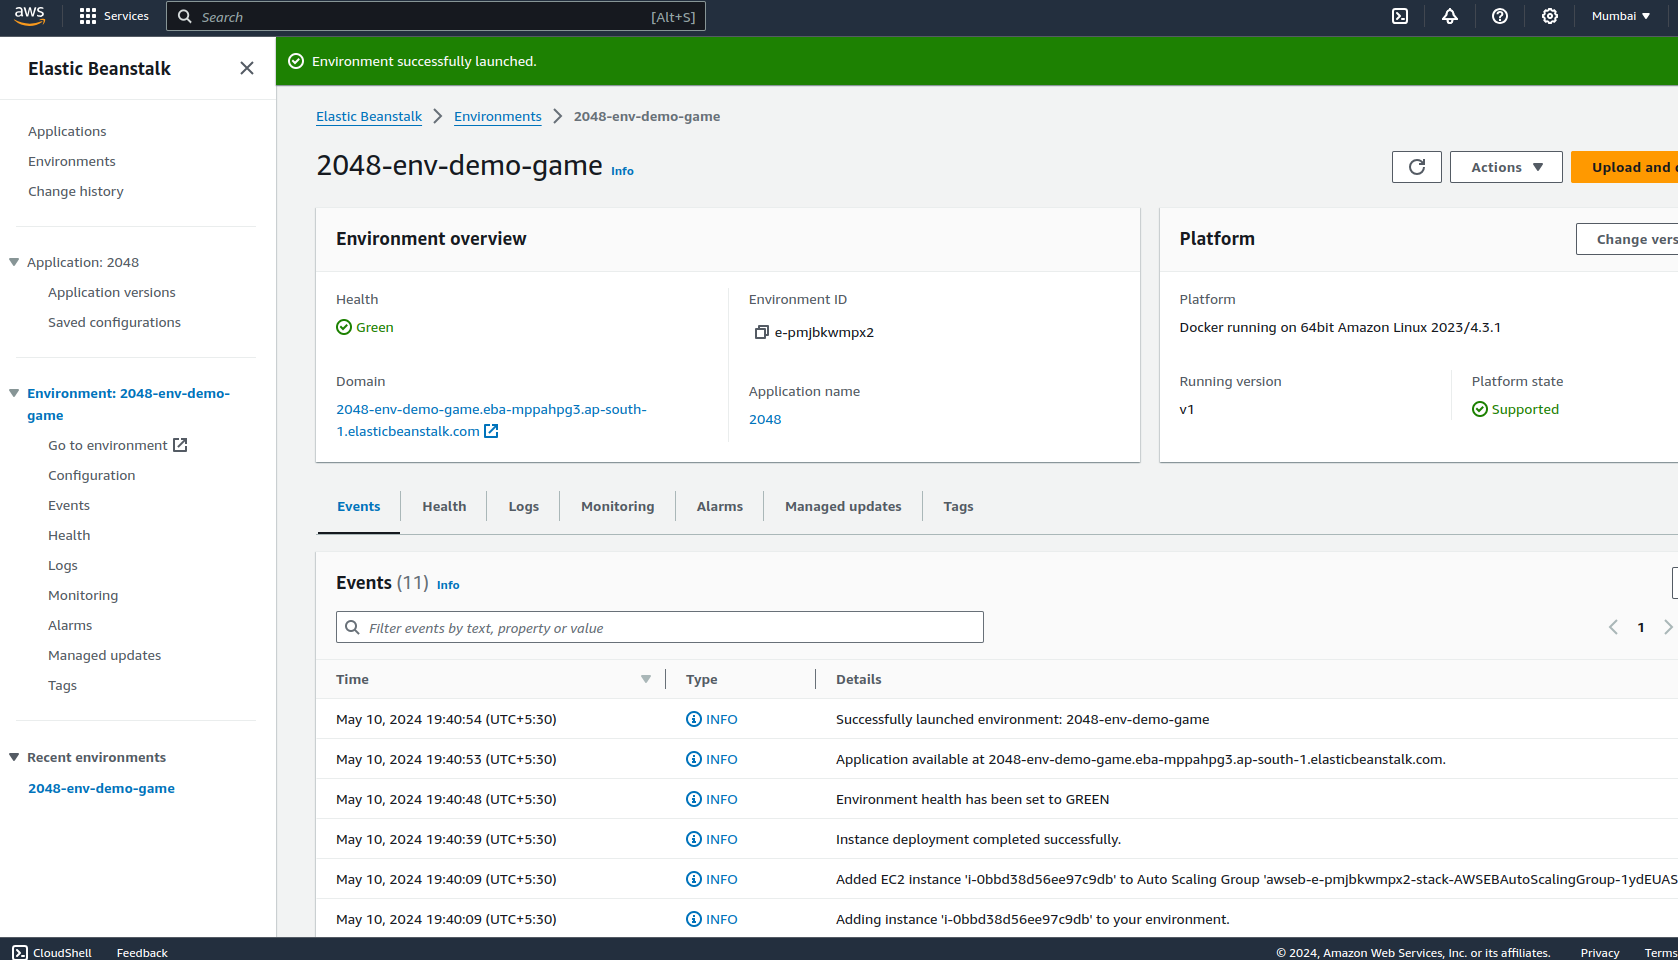 aws
Services
Search
[Alt+S]
Mumbai
Elastic Beanstalk
Applications
Environments
Change history
Application: 2048
Application versions
Saved configurations
Environment: 2048-env-demo-
game
Go to environment
Configuration
Events
Health
Logs
Monitoring
Alarms
Managed updates
Tags
Recent environments
2048-env-demo-game
Environment successfully launched.
Elastic Beanstalk
Environments
2048-env-demo-game
2048-env-demo-game Info
Actions
Upload and
Environment overview
Health
Green
Domain
2048-env-demo-game.eba-mppahpg3.ap-south-
1.elasticbeanstalk.com
Environment ID
e-pmjbkwmpx2
Application name
2048
Platform
Change vers
Platform
Docker running on 64bit Amazon Linux 2023/4.3.1
Running version
v1
Platform state
Supported
Events
Health
Logs
Monitoring
Alarms
Managed updates
Tags
Events (11) Info
Filter events by text, property or value
1
Time Type Details
May 10, 2024 19:40:54 (UTC+5:30) INFO Successfully launched environment: 2048-env-demo-game
May 10, 2024 19:40:53 (UTC+5:30) INFO Application available at 2048-env-demo-game.eba-mppahpg3.ap-south-1.elasticbeanstalk.com.
May 10, 2024 19:40:48 (UTC+5:30) INFO Environment health has been set to GREEN
May 10, 2024 19:40:39 (UTC+5:30) INFO Instance deployment completed successfully.
May 10, 2024 19:40:09 (UTC+5:30) INFO Added EC2 instance 'i-0bbd38d56ee97c9db' to Auto Scaling Group 'awseb-e-pmjbkwmpx2-stack-AWSEBAutoScalingGroup-1ydEUAS
May 10, 2024 19:40:09 (UTC+5:30) INFO Adding instance 'i-0bbd38d56ee97c9db' to your environment.
CloudShell
Feedback
© 2024, Amazon Web Services, Inc. or its affiliates.
Privacy
Terms